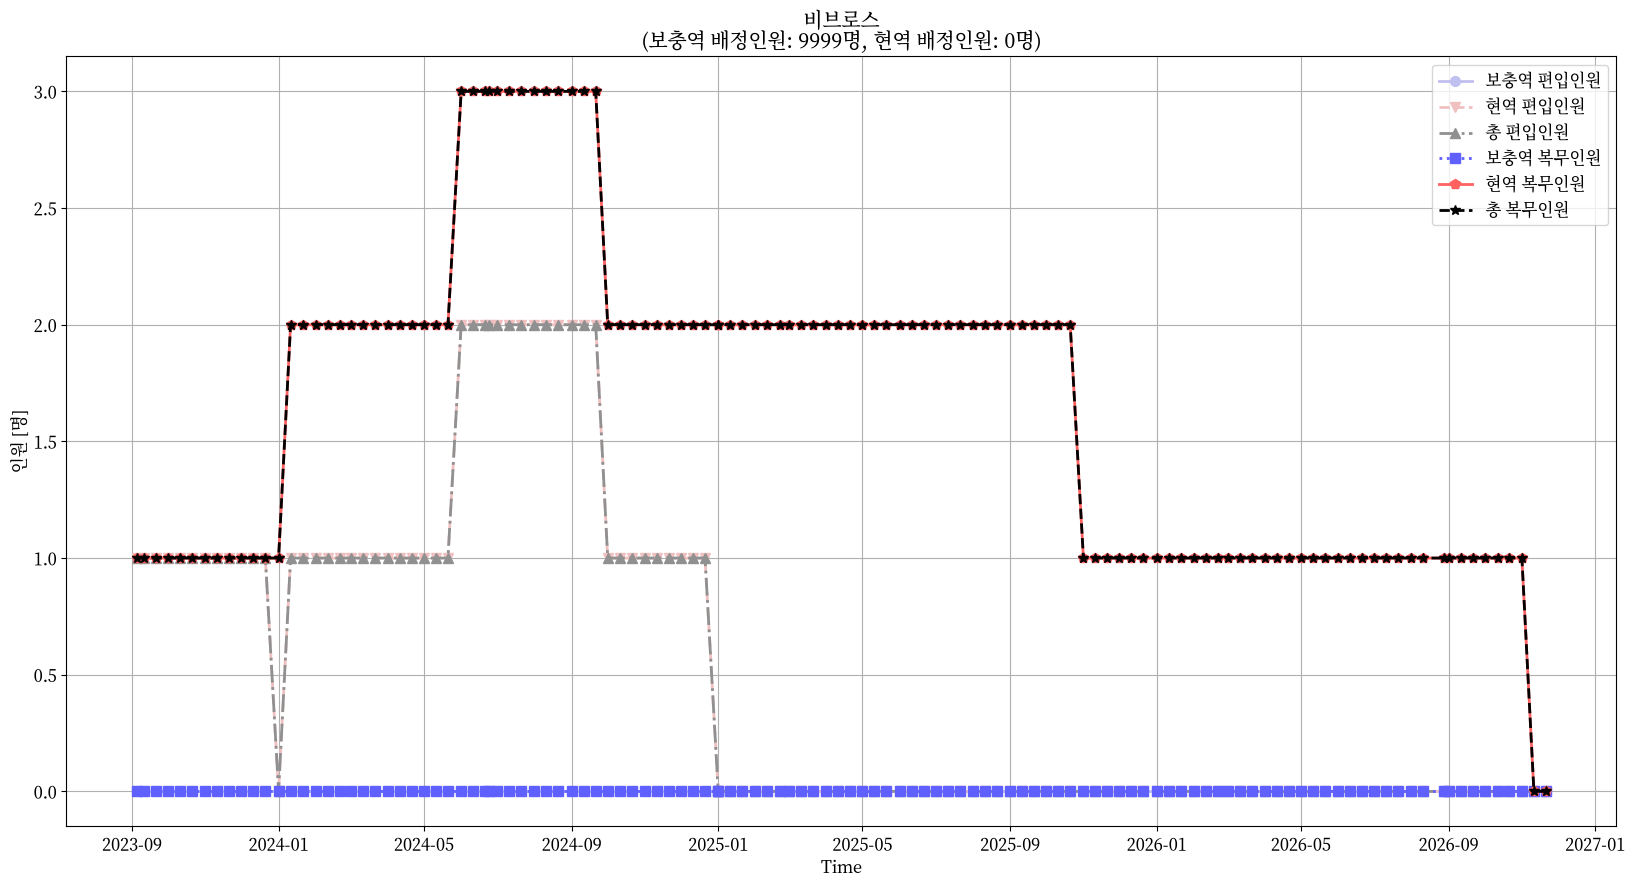 비브로스
(보충역 배정인원: 9999명, 현역 배정인원: 0명)
보충역 편입인원
현역 편입인원
총 편입인원
보충역 복무인원
현역 복무인원
총 복무인원
인원 [명]
3.0
2.5
2.0
1.5
1.0
0.5
0.0
2023-09 2024-01 2024-05 2024-09 2025-01 2025-05 2025-09 2026-01 2026-05 2026-09 2027-01
Time